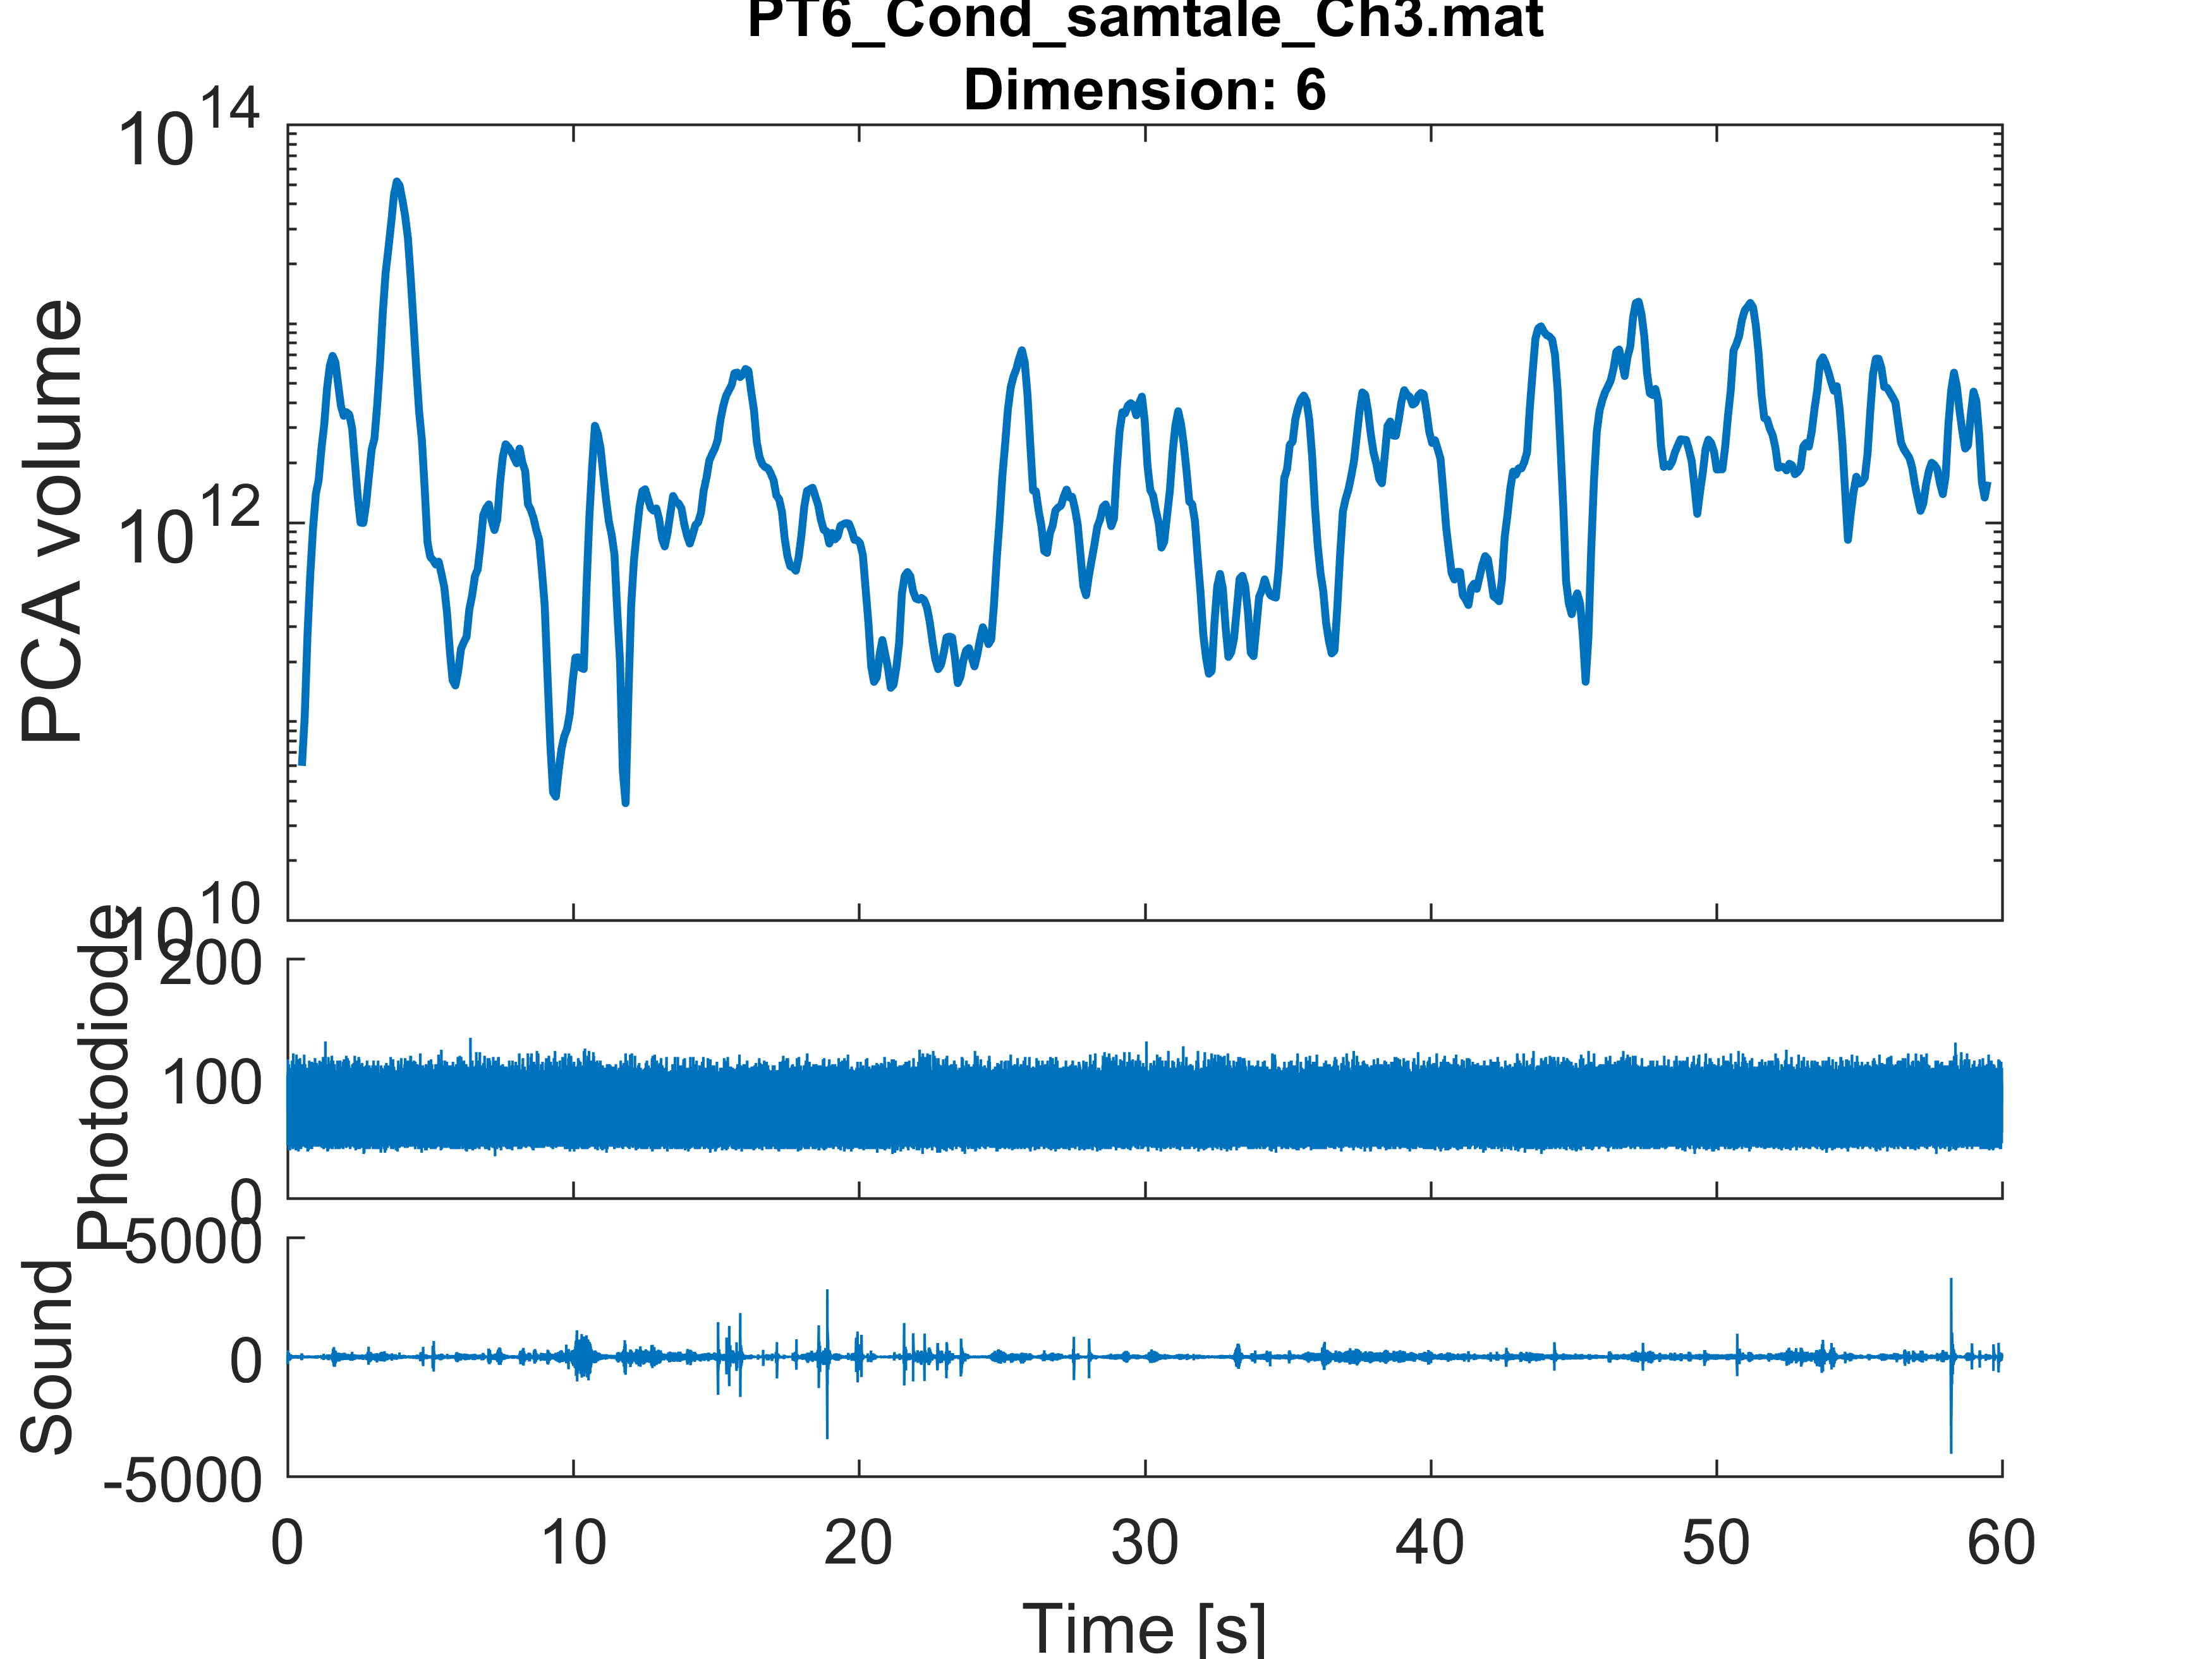 PT6_Cond_samtale_Ch3.mat
Dimension: 6
10^14
10^12
10^10
PCA volume
200
100
0
Photodiode
5000
0
-5000
Sound
0 10 20 30 40 50 60
Time [s]